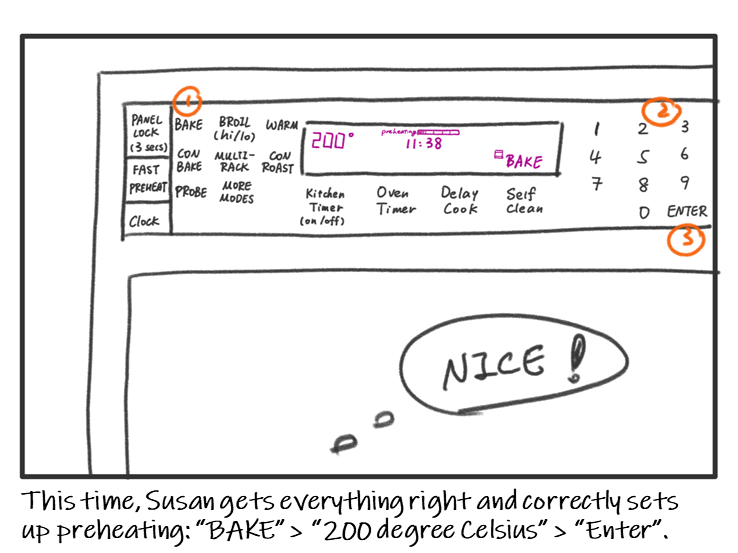 1
2
PANEL LOCK (3 secs)
BAKE
BROIL (hi/lo)
WARM
CON BAKE
MULTI-RACK
CON ROAST
FAST PREHEAT
PROBE
MORE MODES
Clock
200°
preheating
11:38
BAKE
Kitchen Timer (on/off)
Oven Timer
Delay Cook
Self Clean
1 2 3
4 5 6
7 8 9
0 ENTER
3
NICE!
This time, Susan gets everything right and correctly sets
up preheating: “BAKE” > “200 degree Celsius” > “Enter”.